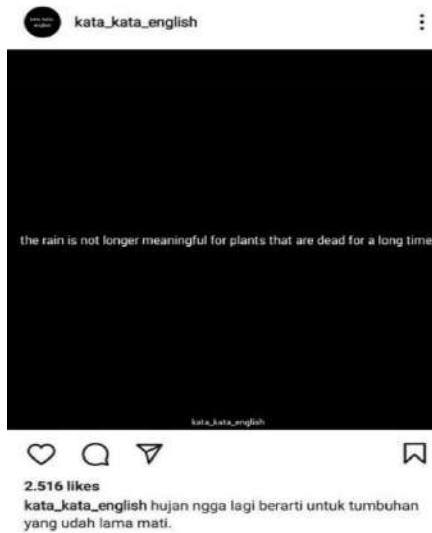 kata_kata_english
the rain is not longer meaningful for plants that are dead for a long time
kata_kata_english
2.516 likes
kata_kata_english hujan ngga lagi berarti untuk tumbuhan
yang udah lama mati.